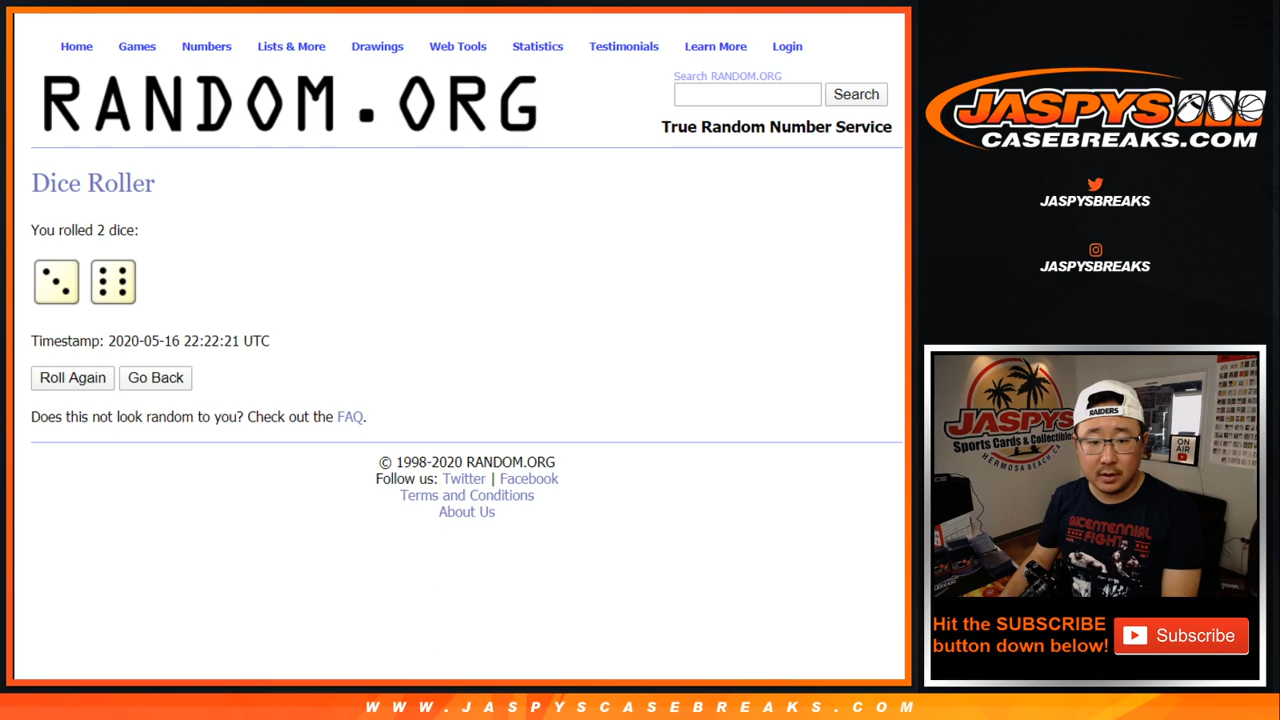 Home Games Numbers Lists & More Drawings Web Tools Statistics Testimonials Learn More Login
RANDOM.ORG
Search RANDOM.ORG
Search
True Random Number Service
Dice Roller
You rolled 2 dice:
Timestamp: 2020-05-16 22:22:21 UTC
Roll Again Go Back
Does this not look random to you? Check out the FAQ.
© 1998-2020 RANDOM.ORG
Follow us: Twitter | Facebook
Terms and Conditions
About Us
JASPYS
CASEBREAKS.COM
JASPYSBREAKS
JASPYSBREAKS
JASPYS
Sports Cards & Collectibles
HERMOSA BEACH, CA
RAIDERS
ON
AIR
BICENTENNIAL
FIGHT
Hit the SUBSCRIBE
button down below!
Subscribe
WWW.JASPYSCASEBREAKS.COM